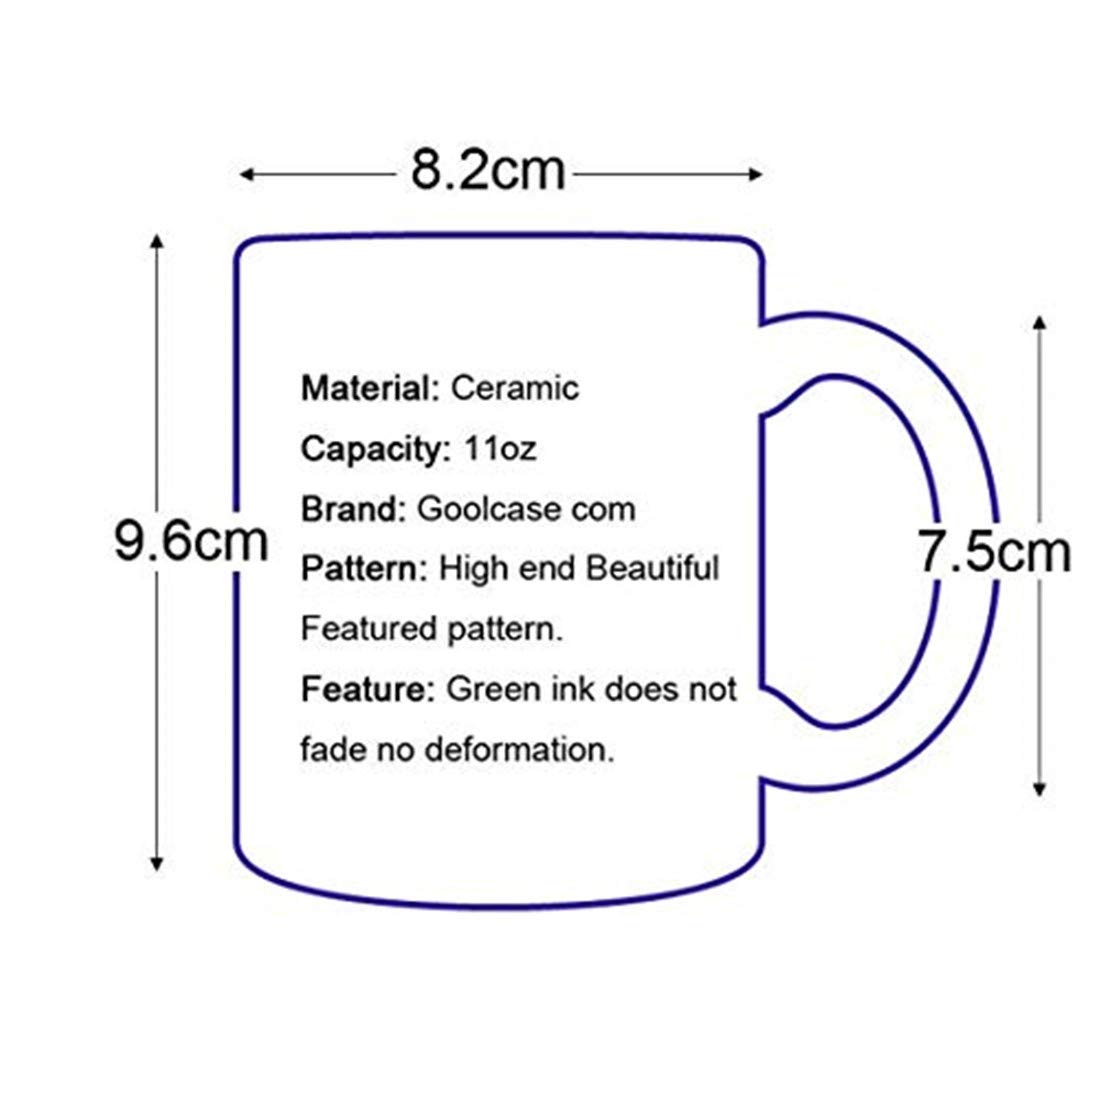 8.2cm
Material: Ceramic
Capacity: 11oz
Brand: Goolcase com
9.6cm
7.5cm
Pattern: High end Beautiful
Featured pattern.
Feature: Green ink does not
fade no deformation.